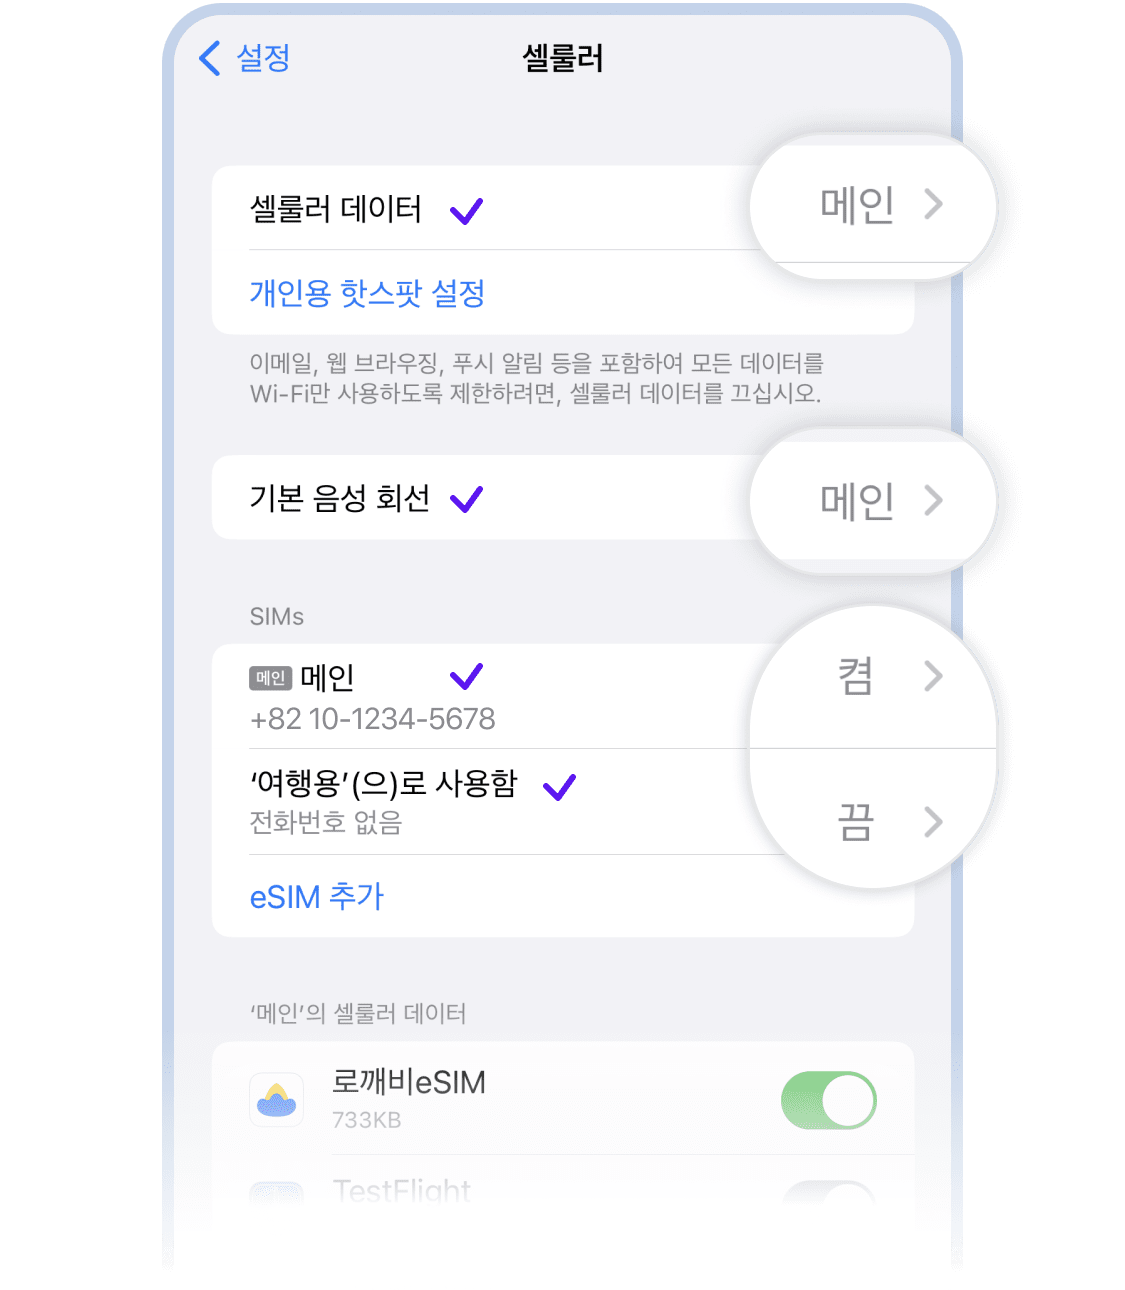 설정
셀룰러
셀룰러 데이터
메인
개인용 핫스팟 설정
이메일, 웹 브라우징, 푸시 알림 등을 포함하여 모든 데이터를
Wi-Fi만 사용하도록 제한하려면, 셀룰러 데이터를 끄십시오.
기본 음성 회선
메인
SIMs
메인 메인
켬
+82 10-1234-5678
‘여행용’(으)로 사용함
끔
전화번호 없음
eSIM 추가
‘메인’의 셀룰러 데이터
로깨비eSIM
733KB
TestFlight